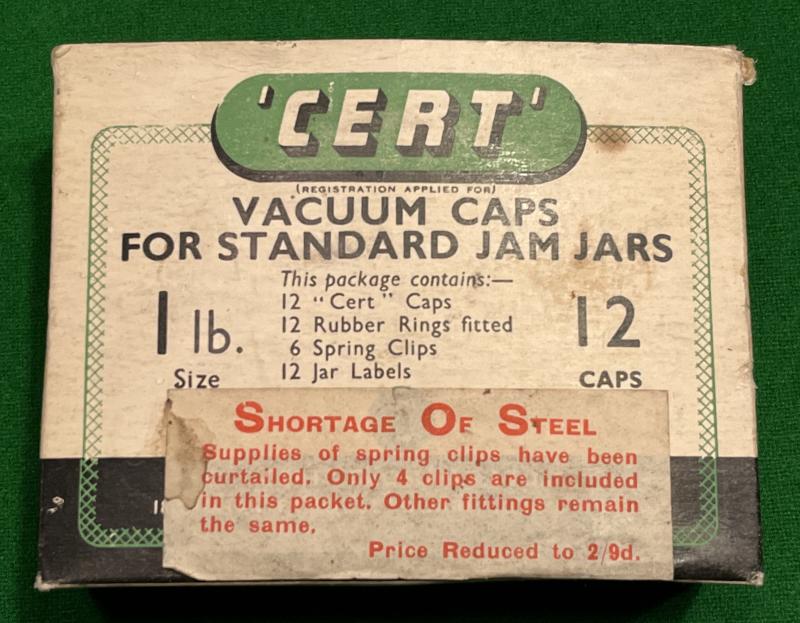 'CERT'
(REGISTRATION APPLIED FOR)
VACUUM CAPS
FOR STANDARD JAM JARS
This package contains:—
12 "Cert" Caps
12 Rubber Rings fitted
6 Spring Clips
12 Jar Labels
1 lb.
Size
12
CAPS
SHORTAGE OF STEEL
Supplies of spring clips have been
curtailed. Only 4 clips are included
in this packet. Other fittings remain
the same.
Price Reduced to 2/9d.